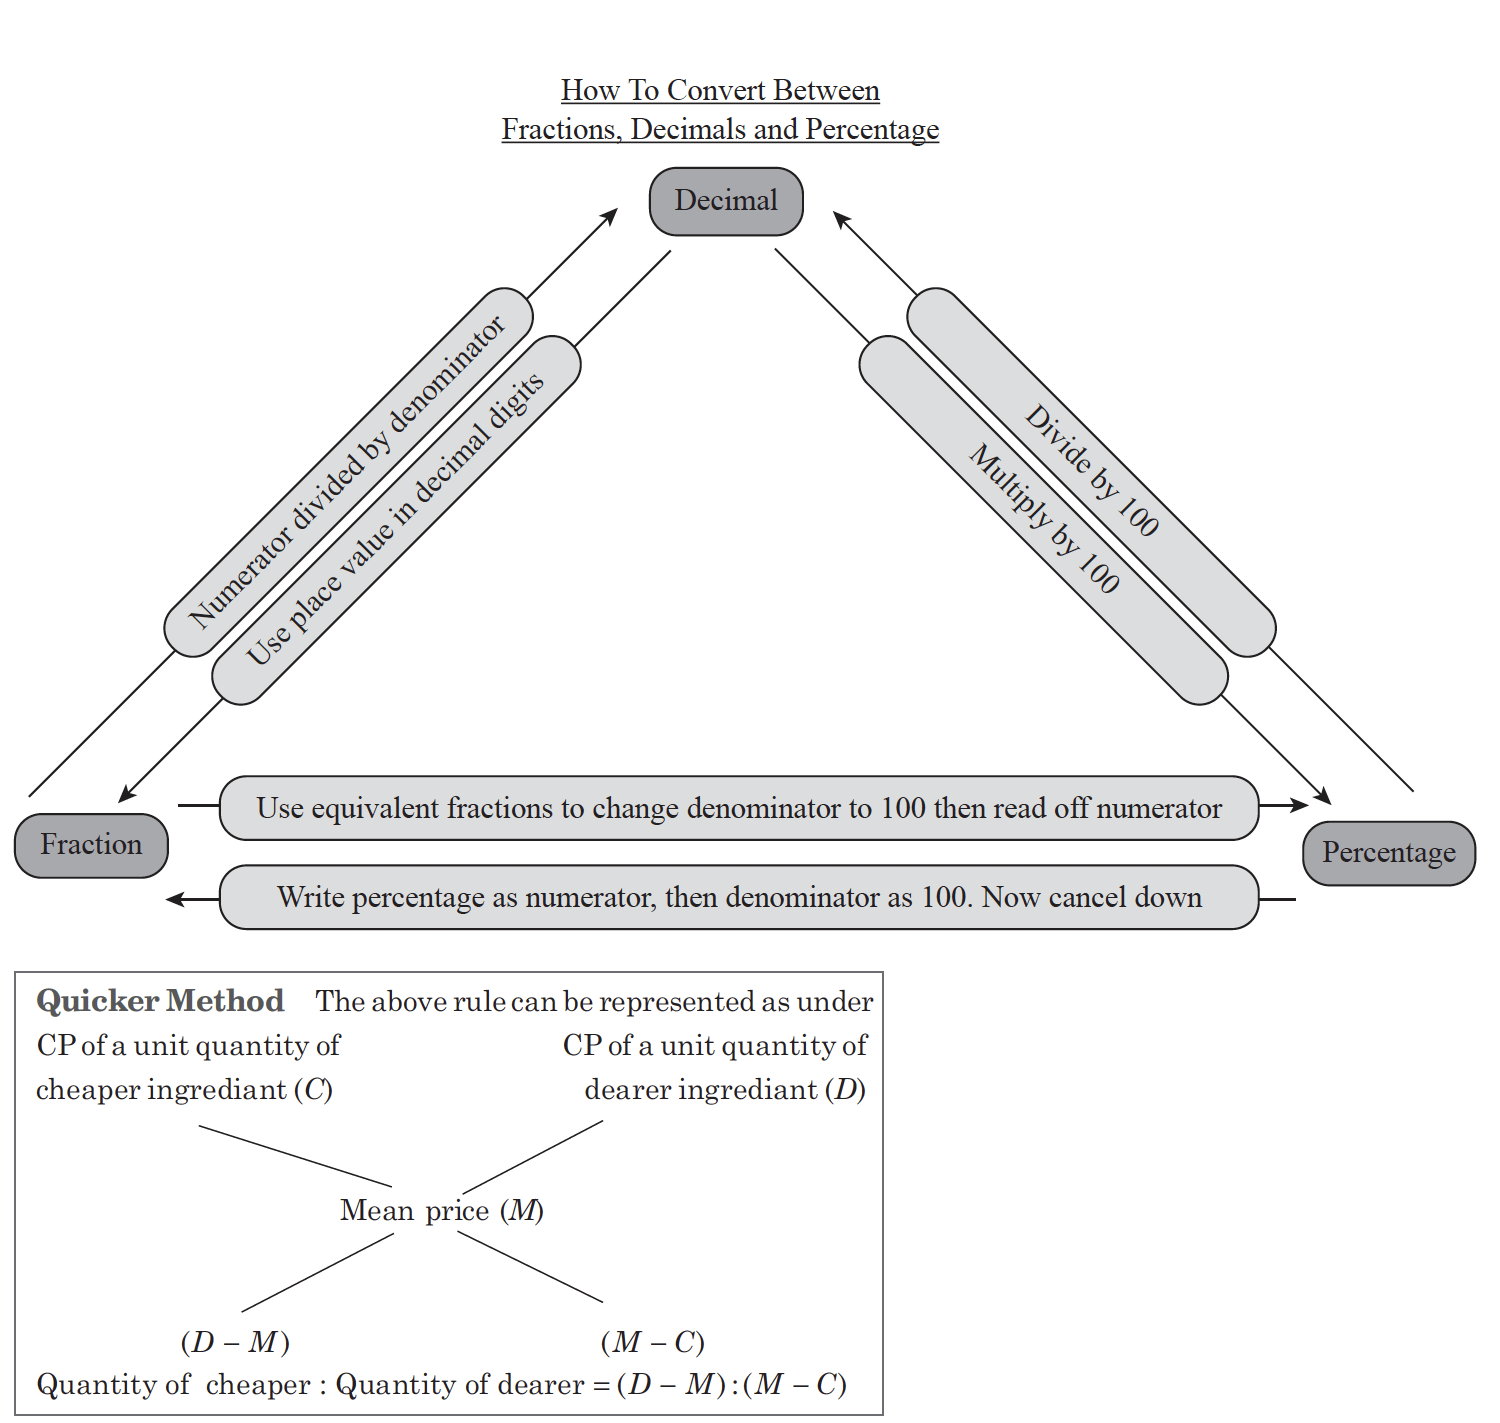 How To Convert Between
Fractions, Decimals and Percentage
Decimal
Numerator divided by denominator
Use place value in decimal digits
Divide by 100
Multiply by 100
Fraction
Use equivalent fractions to change denominator to 100 then read off numerator
Percentage
Write percentage as numerator, then denominator as 100. Now cancel down
Quicker Method The above rule can be represented as under
CP of a unit quantity of CP of a unit quantity of
cheaper ingrediant (C) dearer ingrediant (D)
Mean price (M)
(D – M) (M – C)
Quantity of cheaper : Quantity of dearer = (D – M) : (M – C)